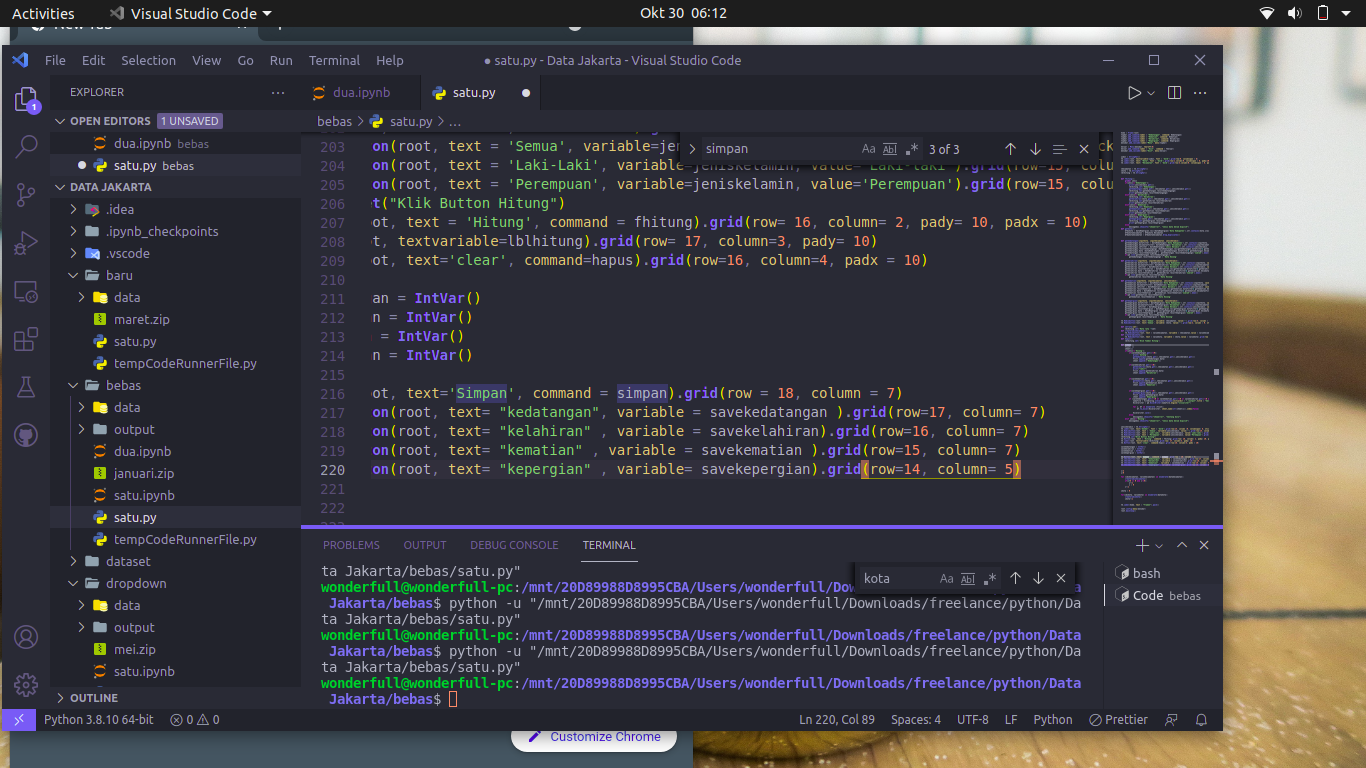 Activities
Visual Studio Code
Okt 30 06:12
File Edit Selection View Go Run Terminal Help
● satu.py - Data Jakarta - Visual Studio Code
EXPLORER
OPEN EDITORS 1 UNSAVED
dua.ipynb bebas
satu.py bebas
DATA JAKARTA
.idea
.ipynb_checkpoints
.vscode
baru
data
maret.zip
satu.py
tempCodeRunnerFile.py
bebas
data
output
dua.ipynb
januari.zip
satu.ipynb
satu.py
tempCodeRunnerFile.py
dataset
dropdown
data
output
mei.zip
satu.ipynb
OUTLINE
dua.ipynb
satu.py
bebas > satu.py > ...
simpan Aa ab .* 3 of 3
203 on(root, text = 'Semua', variable=jen
204 on(root, text = 'Laki-Laki', variable=jeniskelamin, value='Laki-laki').grid(row=15, colum
205 on(root, text = 'Perempuan', variable=jeniskelamin, value='Perempuan').grid(row=15, colum
206 t("Klik Button Hitung")
207 ot, text = 'Hitung', command = fhitung).grid(row= 16, column= 2, pady= 10, padx = 10)
208 t, textvariable=lblhitung).grid(row= 17, column=3, pady= 10)
209 ot, text='clear', command=hapus).grid(row=16, column=4, padx = 10)
210
211 an = IntVar()
212 n = IntVar()
213 = IntVar()
214 n = IntVar()
215
216 ot, text='Simpan', command = simpan).grid(row = 18, column = 7)
217 on(root, text= "kedatangan", variable = savekedatangan ).grid(row=17, column= 7)
218 on(root, text= "kelahiran" , variable = savekelahiran).grid(row=16, column= 7)
219 on(root, text= "kematian" , variable = savekematian ).grid(row=15, column= 7)
220 on(root, text= "kepergian" , variable= savekepergian).grid(row=14, column= 5)
221
222
PROBLEMS OUTPUT DEBUG CONSOLE TERMINAL
kota Aa ab .*
ta Jakarta/bebas/satu.py"
wonderfull@wonderfull-pc:/mnt/20D89988D8995CBA/Users/wonderfull/Downloads/freelance/python/Data
Jakarta/bebas$ python -u "/mnt/20D89988D8995CBA/Users/wonderfull/Downloads/freelance/python/Da
ta Jakarta/bebas/satu.py"
wonderfull@wonderfull-pc:/mnt/20D89988D8995CBA/Users/wonderfull/Downloads/freelance/python/Data
Jakarta/bebas$ python -u "/mnt/20D89988D8995CBA/Users/wonderfull/Downloads/freelance/python/Da
ta Jakarta/bebas/satu.py"
wonderfull@wonderfull-pc:/mnt/20D89988D8995CBA/Users/wonderfull/Downloads/freelance/python/Data
Jakarta/bebas$
bash
Code bebas
Python 3.8.10 64-bit 0 0
Ln 220, Col 89 Spaces: 4 UTF-8 LF Python Prettier
Customize Chrome